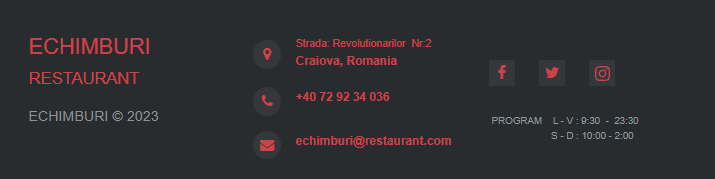 ECHIMBURI
RESTAURANT
ECHIMBURI © 2023
Strada: Revolutionarilor Nr:2
Craiova, Romania
+40 72 92 34 036
echimburi@restaurant.com
PROGRAM L - V : 9:30 - 23:30
S - D : 10:00 - 2:00